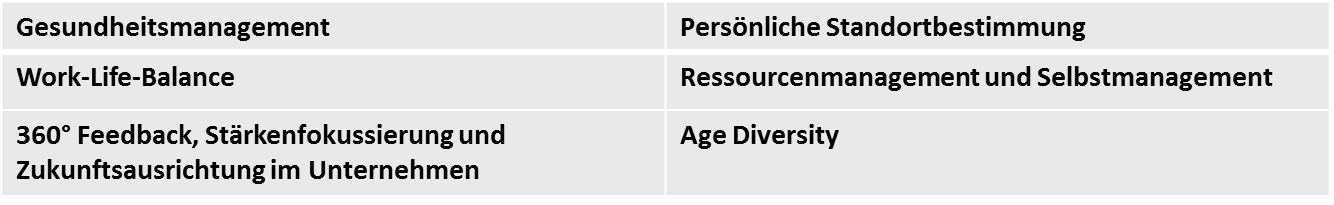 Gesundheitsmanagement
Persönliche Standortbestimmung
Work-Life-Balance
Ressourcenmanagement und Selbstmanagement
360° Feedback, Stärkenfokussierung und
Zukunftsausrichtung im Unternehmen
Age Diversity